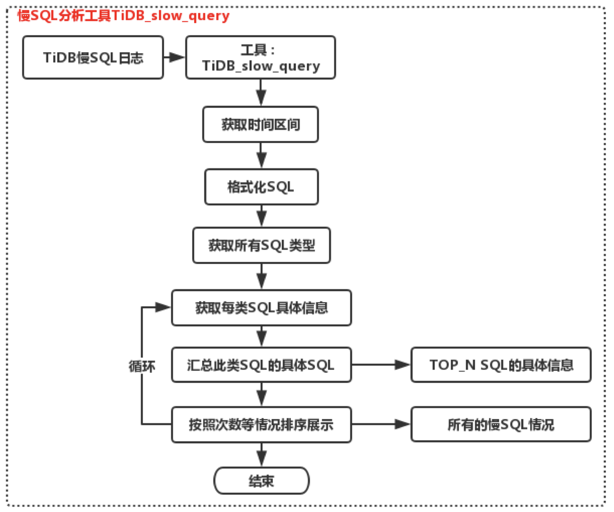 慢SQL分析工具TiDB_slow_query
TiDB慢SQL日志
工具：
TiDB_slow_query
获取时间区间
格式化SQL
获取所有SQL类型
获取每类SQL具体信息
循环
汇总此类SQL的具体SQL
TOP_N SQL的具体信息
按照次数等情况排序展示
所有的慢SQL情况
结束